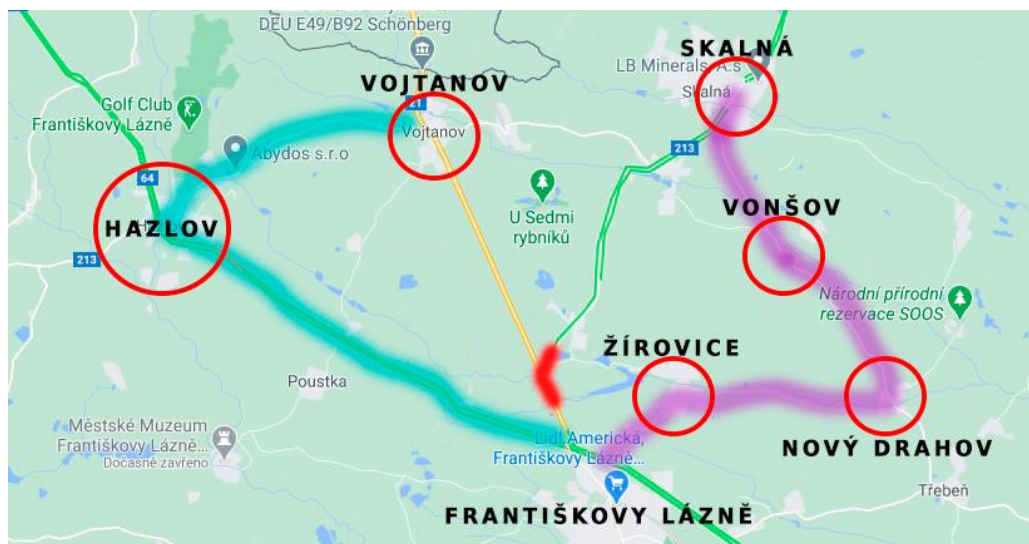 DEU E49/B92 Schönberg
SKALNÁ
LB Minerals, A.s
Skalná
VOJTANOV
21
Vojtanov
Golf Club
Františkovy Lázně
Abydos s.r.o
213
64
U Sedmi
rybníků
VONŠOV
HAZLOV
213
Národní přírodní
rezervace SOOS
ŽÍROVICE
Poustka
Městské Muzeum
Františkovy Lázně...
Dočasně zavřeno
Lidl Americká,
Františkovy Lázně...
NOVÝ DRAHOV
Třebeň
FRANTIŠKOVY LÁZNĚ